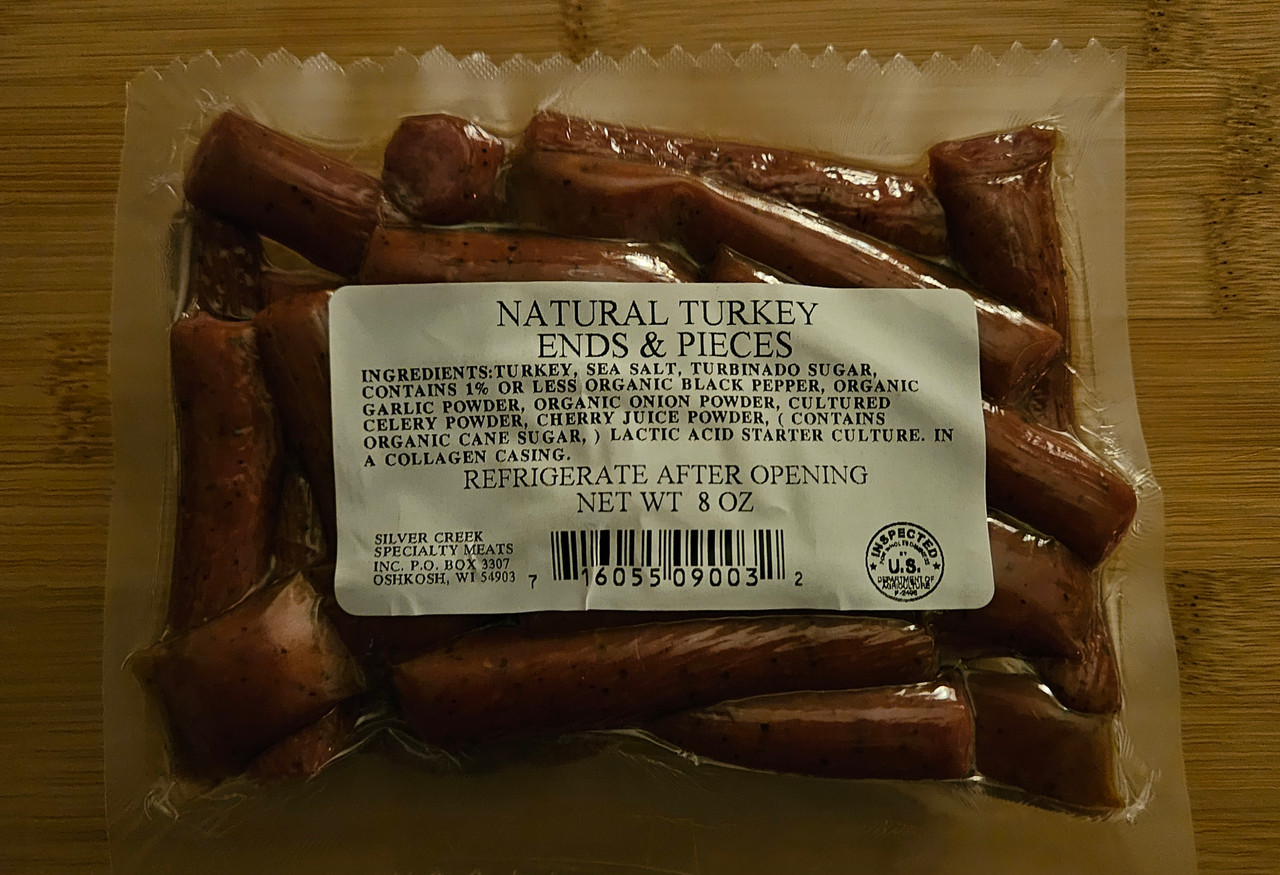 NATURAL TURKEY
ENDS & PIECES
INGREDIENTS:TURKEY, SEA SALT, TURBINADO SUGAR,
CONTAINS 1% OR LESS ORGANIC BLACK PEPPER, ORGANIC
GARLIC POWDER, ORGANIC ONION POWDER, CULTURED
CELERY POWDER, CHERRY JUICE POWDER, ( CONTAINS
ORGANIC CANE SUGAR, ) LACTIC ACID STARTER CULTURE. IN
A COLLAGEN CASING.
REFRIGERATE AFTER OPENING
NET WT 8 OZ
SILVER CREEK
SPECIALTY MEATS
INC. P.O. BOX 3307
OSHKOSH, WI 54903
7 16055 09003 2
INSPECTED
BY
U.S.
DEPARTMENT OF
AGRICULTURE